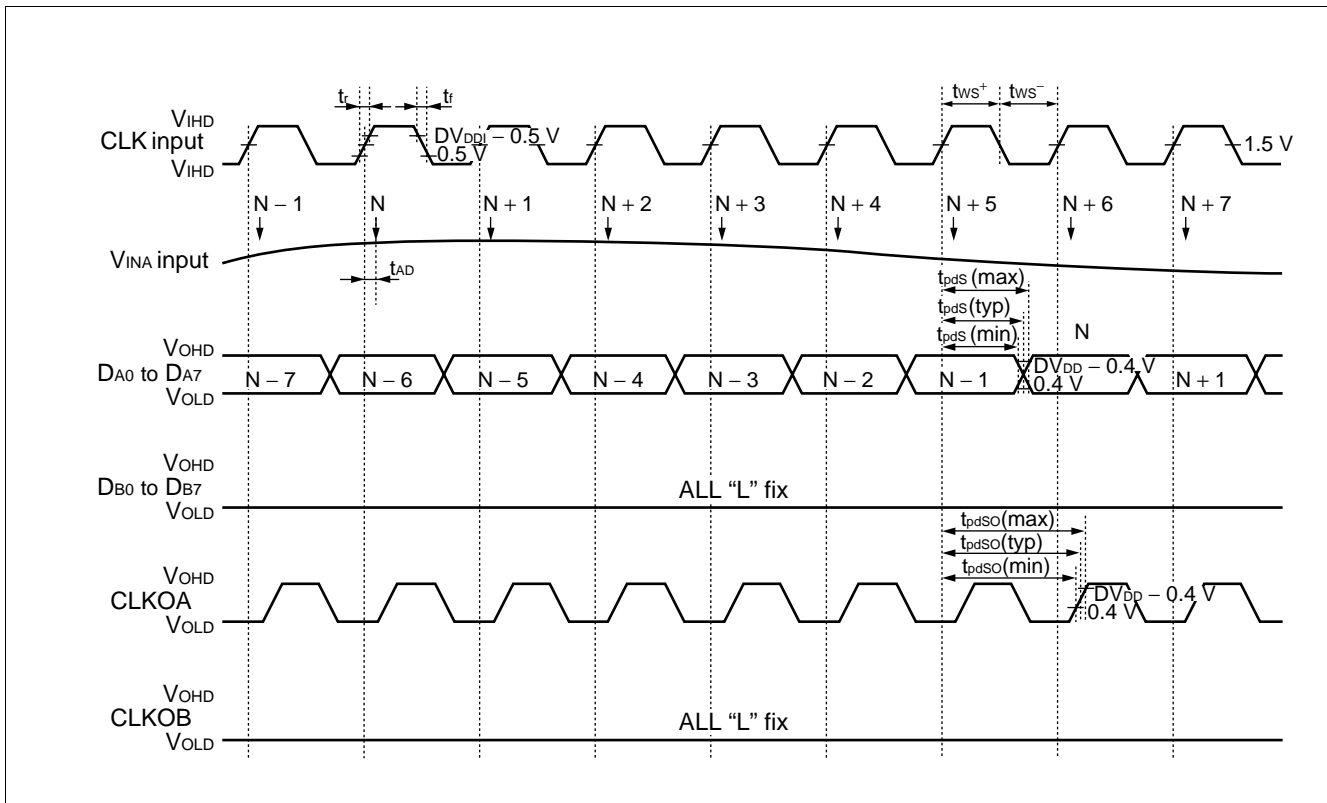 tr tf tWS+ tWS−
VIHD
CLK input DVDDI − 0.5 V
0.5 V 1.5 V
VIHD
N − 1 N N + 1 N + 2 N + 3 N + 4 N + 5 N + 6 N + 7
VINA input
tAD
tpdS (max)
tpdS (typ)
tpdS (min) N
VOHD
DA0 to DA7 N − 7 N − 6 N − 5 N − 4 N − 3 N − 2 N − 1 DVDD − 0.4 V N + 1
0.4 V
VOLD
VOHD
DB0 to DB7 ALL “L” fix
VOLD
tpdSO(max)
tpdSO(typ)
tpdSO(min)
VOHD
CLKOA DVDD − 0.4 V
0.4 V
VOLD
VOHD
CLKOB ALL “L” fix
VOLD